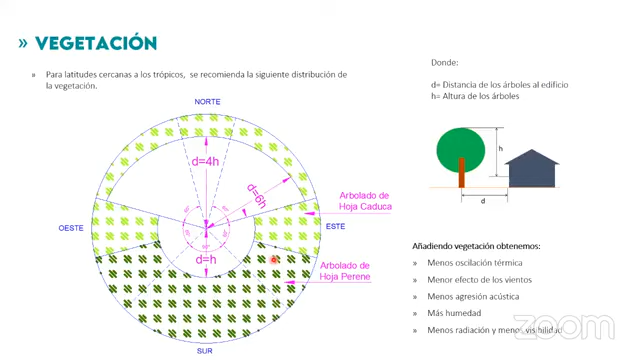 » VEGETACIÓN
» Para latitudes cercanas a los trópicos, se recomienda la siguiente distribución de
la vegetación.
NORTE
d=4h
d=6h
Arbolado de
Hoja Caduca
OESTE
ESTE
d=h
Arbolado de
Hoja Perene
SUR
Donde:
d= Distancia de los árboles al edificio
h= Altura de los árboles
h
d
Añadiendo vegetación obtenemos:
» Menos oscilación térmica
» Menor efecto de los vientos
» Menos agresión acústica
» Más humedad
» Menos radiación y menos visibilidad
zoom